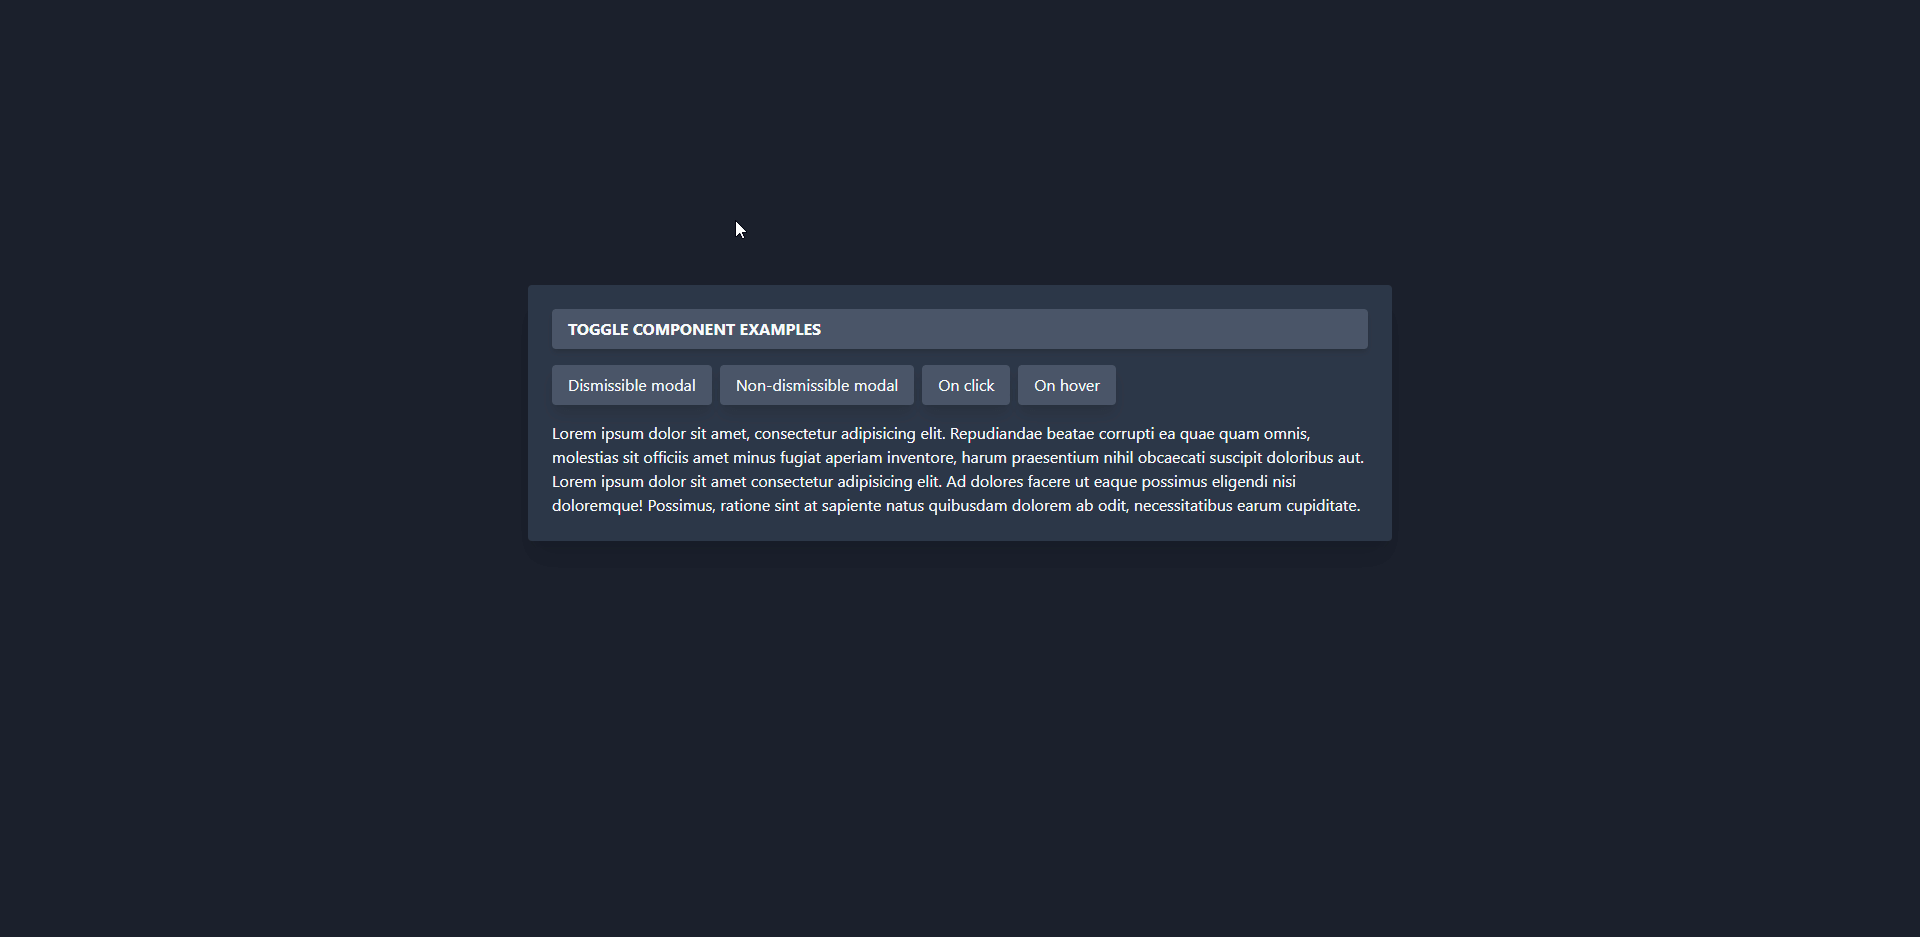 TOGGLE COMPONENT EXAMPLES
Dismissible modal Non-dismissible modal On click On hover
Lorem ipsum dolor sit amet, consectetur adipisicing elit. Repudiandae beatae corrupti ea quae quam omnis,
molestias sit officiis amet minus fugiat aperiam inventore, harum praesentium nihil obcaecati suscipit doloribus aut.
Lorem ipsum dolor sit amet consectetur adipisicing elit. Ad dolores facere ut eaque possimus eligendi nisi
doloremque! Possimus, ratione sint at sapiente natus quibusdam dolorem ab odit, necessitatibus earum cupiditate.